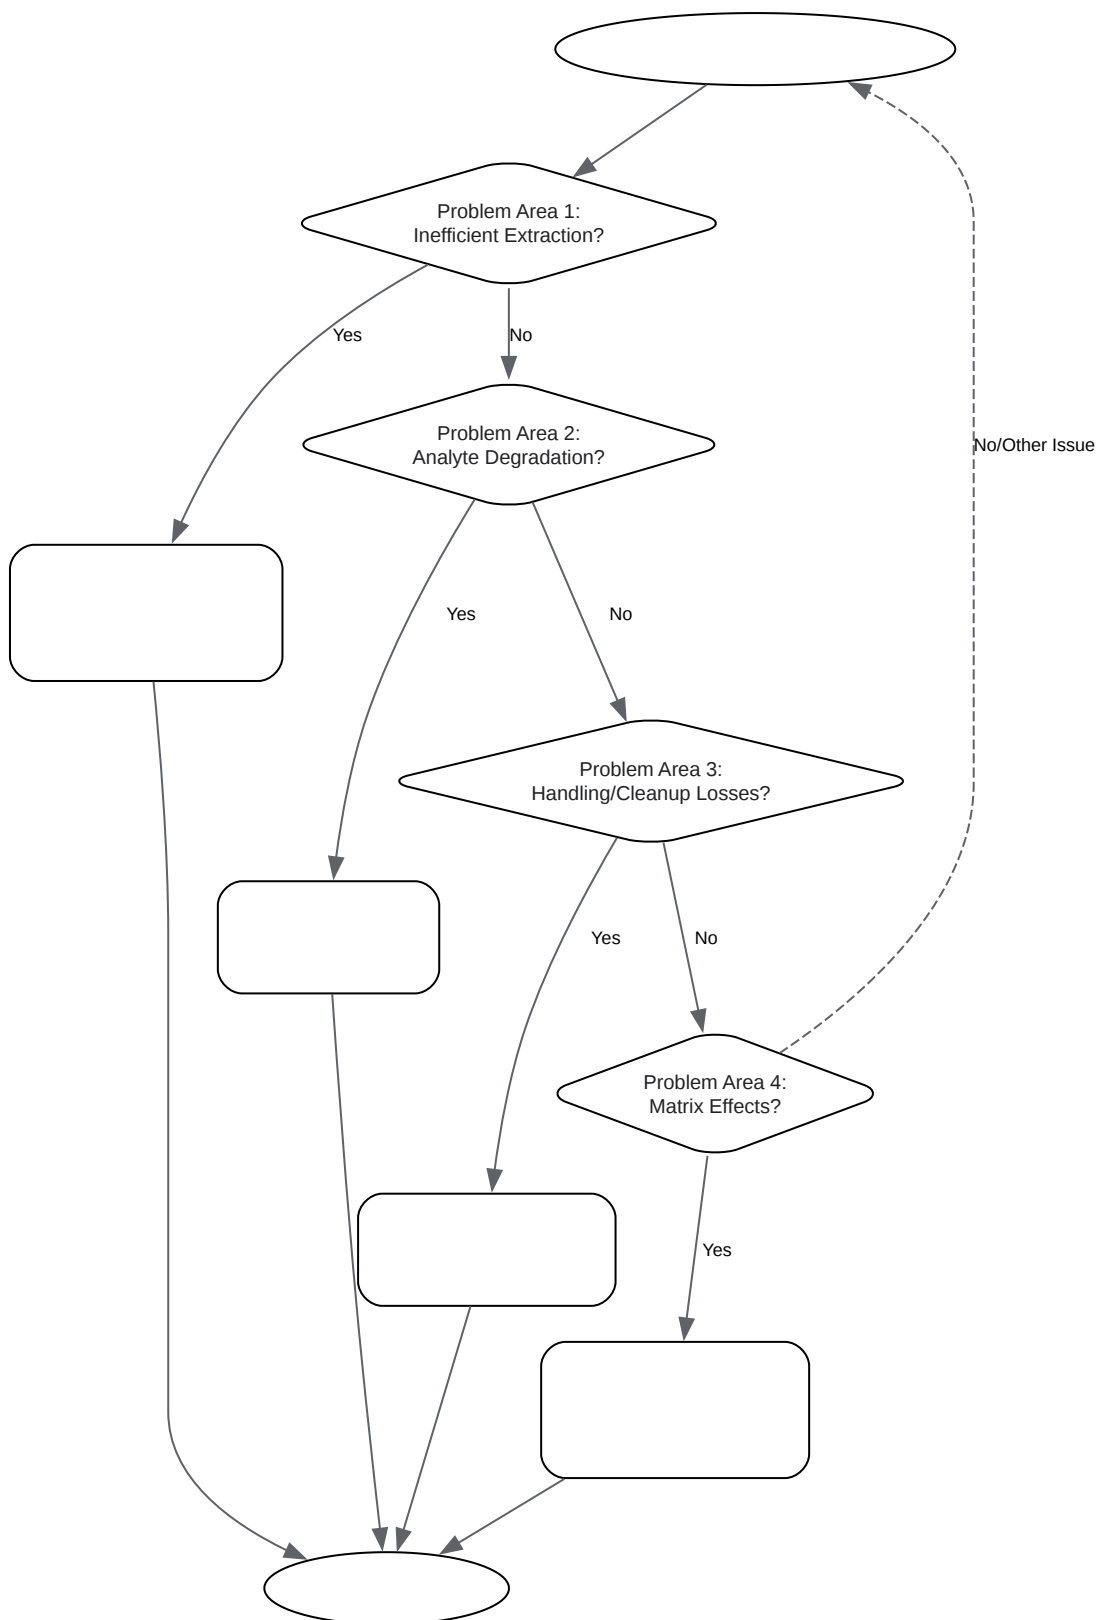 Problem Area 1:
Inefficient Extraction?
Yes
No
Problem Area 2:
Analyte Degradation?
No/Other Issue
Yes
No
Problem Area 3:
Handling/Cleanup Losses?
Yes
No
Problem Area 4:
Matrix Effects?
Yes